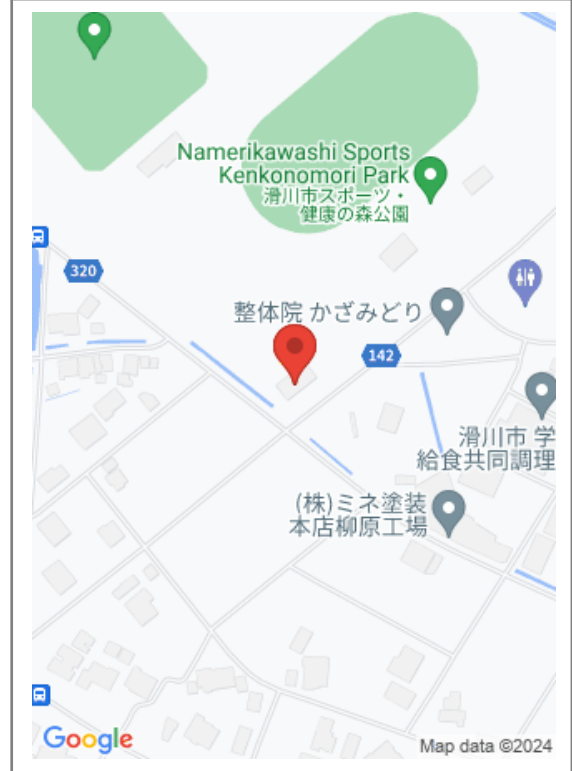 Namerikawashi Sports
Kenkonomori Park
滑川市スポーツ・
健康の森公園
320
整体院 かざみどり
142
滑川市 学
給食共同調理
(株)ミネ塗装
本店柳原工場
Google
Map data ©2024